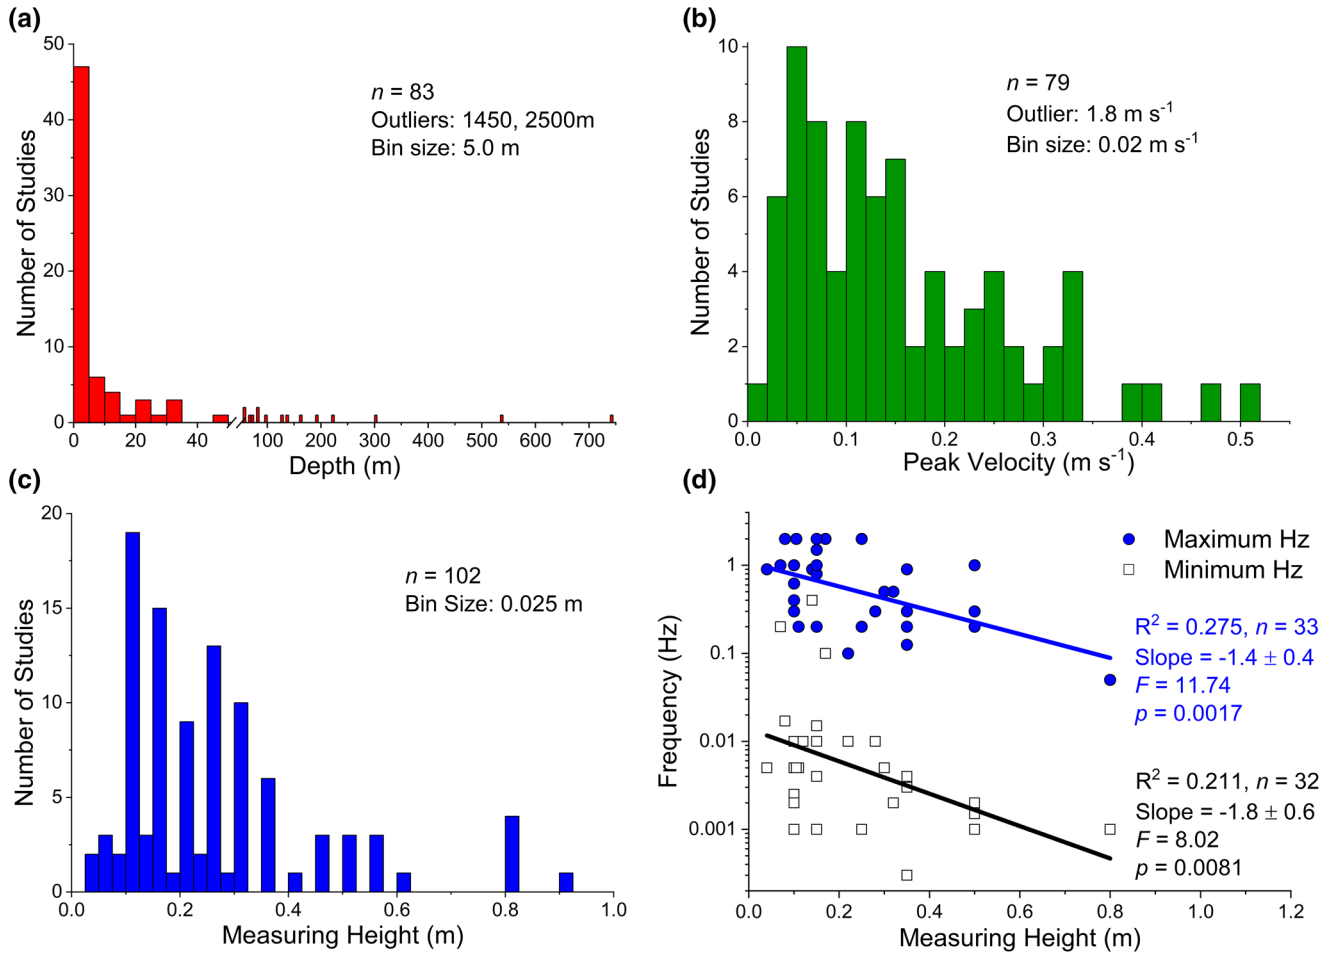 (a)
50
40
30
20
10
0
Number of Studies
n = 83
Outliers: 1450, 2500m
Bin size: 5.0 m
0 20 40 100 200 300 400 500 600 700
Depth (m)
(b)
10
8
6
4
2
0
Number of Studies
n = 79
Outlier: 1.8 m s⁻¹
Bin size: 0.02 m s⁻¹
0.0 0.1 0.2 0.3 0.4 0.5
Peak Velocity (m s⁻¹)
(c)
20
15
10
5
0
Number of Studies
n = 102
Bin Size: 0.025 m
0.0 0.2 0.4 0.6 0.8 1.0
Measuring Height (m)
(d)
1
0.1
0.01
0.001
Frequency (Hz)
Maximum Hz
Minimum Hz
R² = 0.275, n = 33
Slope = -1.4 ± 0.4
F = 11.74
p = 0.0017
R² = 0.211, n = 32
Slope = -1.8 ± 0.6
F = 8.02
p = 0.0081
0.0 0.2 0.4 0.6 0.8 1.0 1.2
Measuring Height (m)